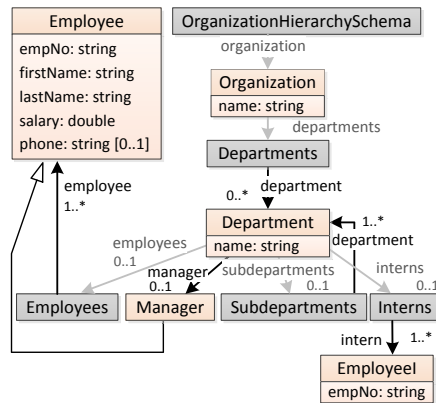 Employee
empNo: string
firstName: string
lastName: string
salary: double
phone: string [0..1]
OrganizationHierarchySchema
organization
Organization
name: string
departments
Departments
employee
1..*
department
0..*
Department
name: string
1..*
department
employees
0..1
manager
0..1
subdepartments
0..1
interns
0..1
Employees
Manager
Subdepartments
Interns
intern
1..*
EmployeeI
empNo: string